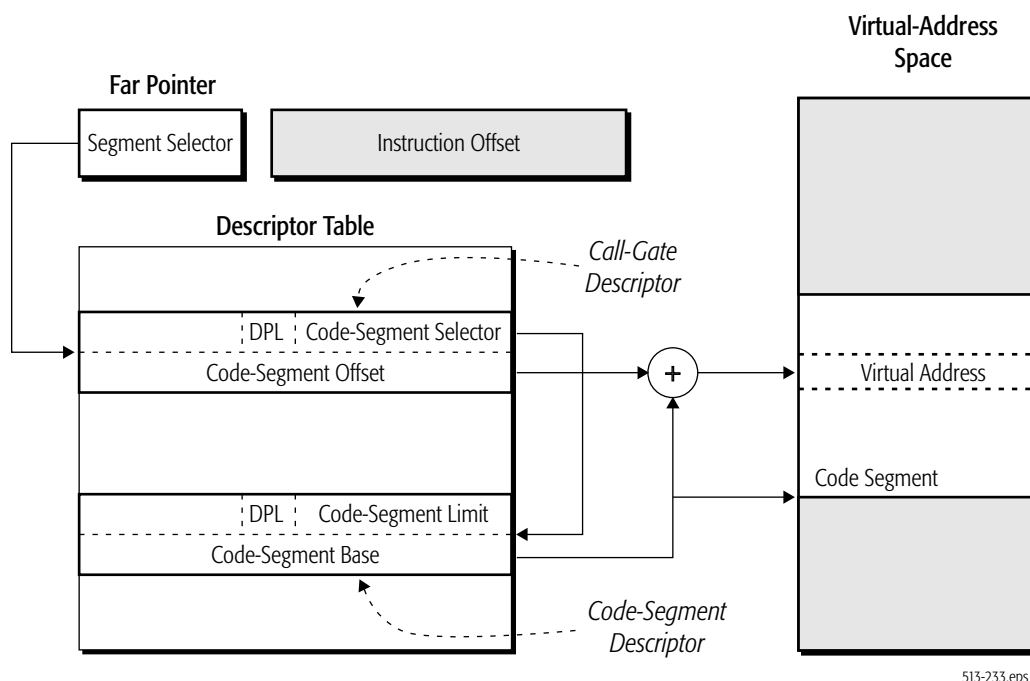 Virtual-Address
Space
Far Pointer
Segment Selector
Instruction Offset
Descriptor Table
Call-Gate
Descriptor
DPL
Code-Segment Selector
Code-Segment Offset
+
Virtual Address
Code Segment
DPL
Code-Segment Limit
Code-Segment Base
Code-Segment
Descriptor
513-233.eps